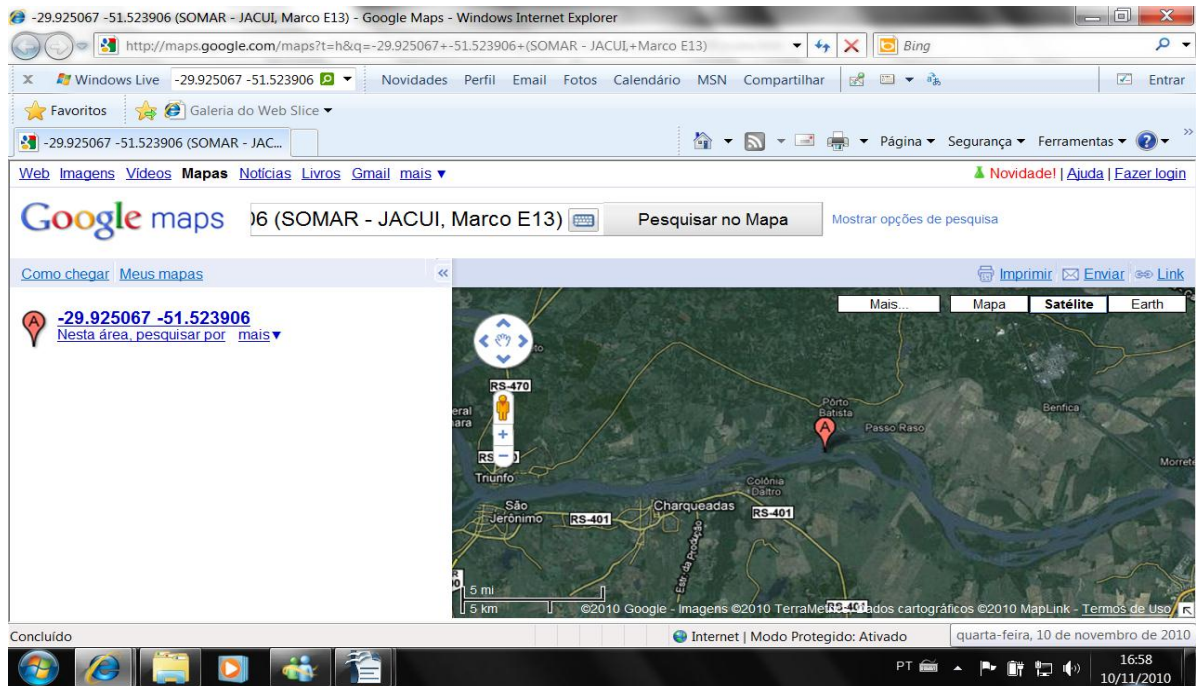 -29.925067 -51.523906 (SOMAR - JACUI, Marco E13) - Google Maps - Windows Internet Explorer
http://maps.google.com/maps?t=h&q=-29.925067+-51.523906+(SOMAR - JACUI,+Marco E13)
Bing
X Windows Live -29.925067 -51.523906 Novidades Perfil Email Fotos Calendário MSN Compartilhar Entrar
Favoritos Galeria do Web Slice
-29.925067 -51.523906 (SOMAR - JAC... Página Segurança Ferramentas
Web Imagens Vídeos Mapas Notícias Livros Gmail mais ▼ Novidade! | Ajuda | Fazer login
Google maps 06 (SOMAR - JACUI, Marco E13) Pesquisar no Mapa Mostrar opções de pesquisa
Como chegar Meus mapas « Imprimir Enviar Link
A -29.925067 -51.523906
Nesta área, pesquisar por mais▼
Mais... Mapa Satélite Earth
RS-470
Pôrto
Batista
A
Benfica
Passo Raso
Triunfo
Morrete
Colônia
Daltro
São
Jerônimo
RS-401
Charqueadas
RS-401
Estr. da Produção
5 mi
5 km
©2010 Google - Imagens ©2010 TerraMetrics, Dados cartográficos ©2010 MapLink - Termos de Uso
Concluído Internet | Modo Protegido: Ativado quarta-feira, 10 de novembro de 2010
PT 16:58
10/11/2010